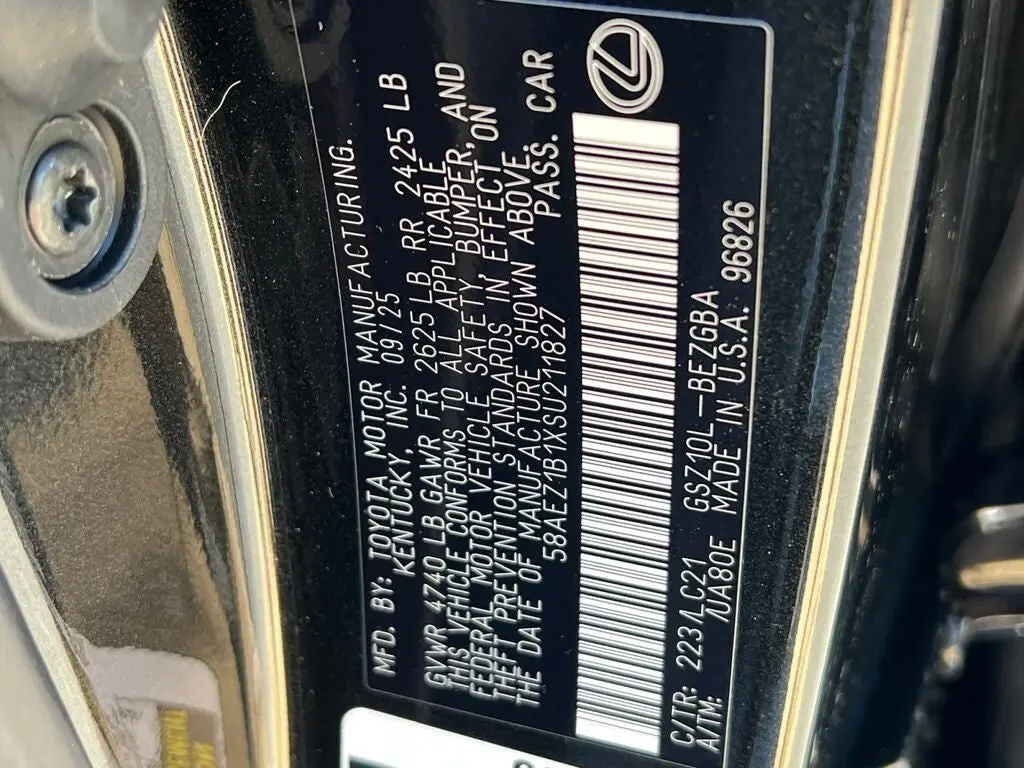 MFD. BY: TOYOTA MOTOR MANUFACTURING.
KENTUCKY, INC. 09/25
GVWR 4740 LB GAWR FR 2625 LB RR 2425 LB
THIS VEHICLE CONFORMS TO ALL APPLICABLE
FEDERAL MOTOR VEHICLE SAFETY, BUMPER, AND
THEFT PREVENTION STANDARDS IN EFFECT ON
THE DATE OF MANUFACTURE SHOWN ABOVE.
58AEZ1B1XSU211827 PASS. CAR
C/TR: 223/LC21 GSZ10L-BEZGBA
A/TM: /UA80E MADE IN U.S.A. 96826